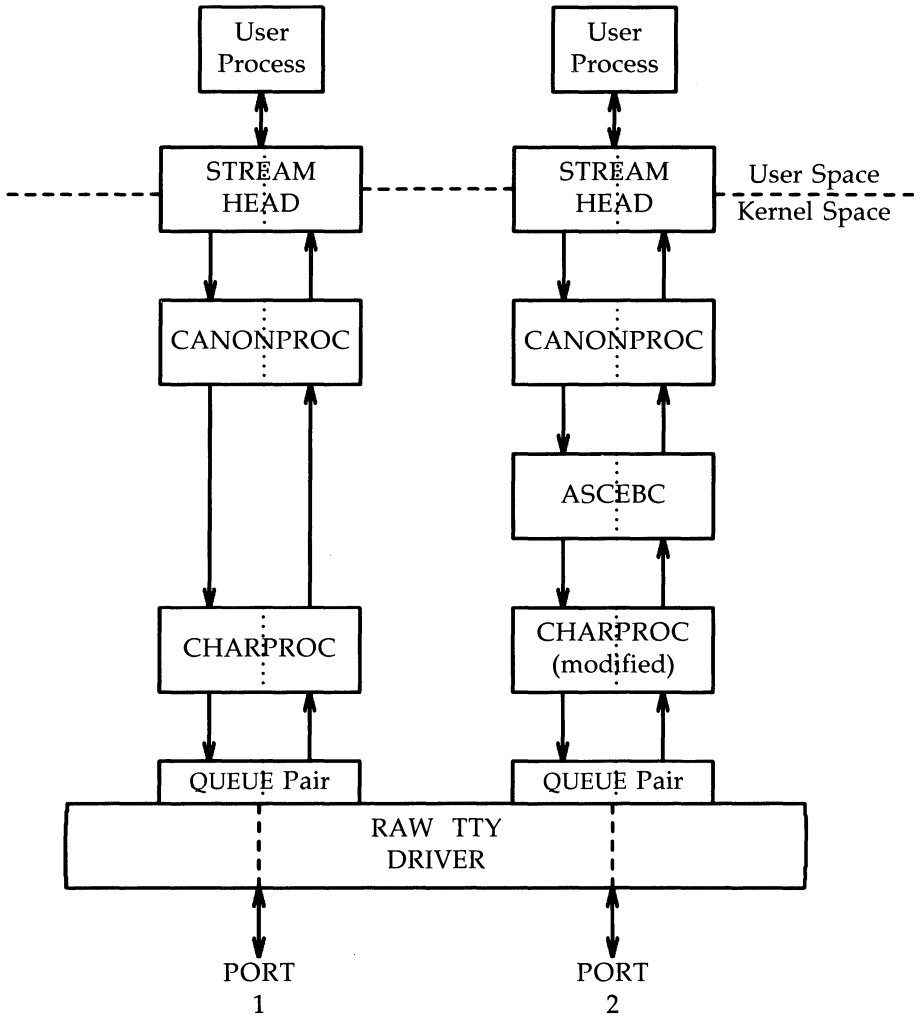 User
Process
User
Process
STREAM
HEAD
STREAM
HEAD
User Space
Kernel Space
CANONPROC
CANONPROC
ASCEBC
CHARPROC
CHARPROC
(modified)
QUEUE Pair
QUEUE Pair
RAW TTY
DRIVER
PORT
1
PORT
2